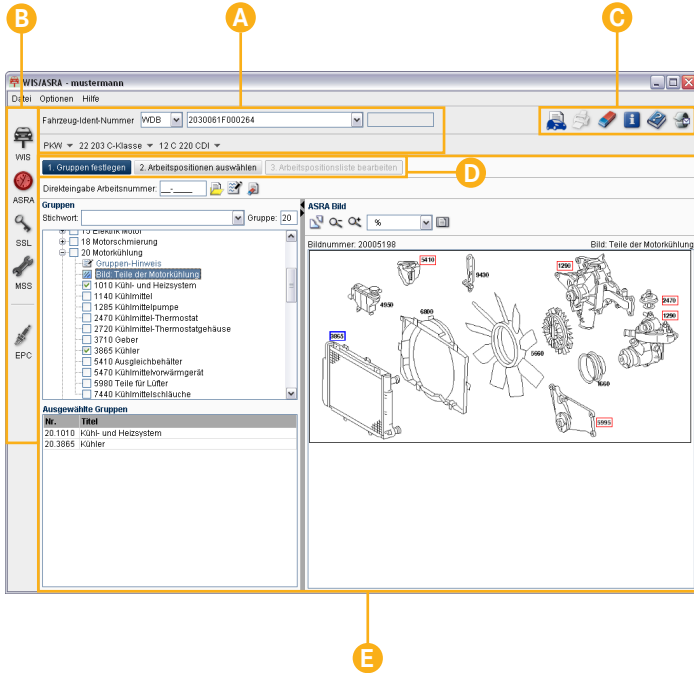 B
A
C
WIS/ASRA - mustermann
Datei Optionen Hilfe
Fahrzeug-Ident-Nummer WDB 2030061F000264
PKW 22 203 C-Klasse 12 C 220 CDI
WIS
ASRA
SSL
MSS
EPC
D
1. Gruppen festlegen 2. Arbeitspositionen auswählen 3. Arbeitspositionsliste bearbeiten
Direkteingabe Arbeitsnummer: __-____
Gruppen
Stichwort: Gruppe: 20
15 Elektrik Motor
18 Motorschmierung
20 Motorkühlung
Gruppen-Hinweis
Bild: Teile der Motorkühlung
1010 Kühl- und Heizsystem
1140 Kühlmittel
1285 Kühlmittelpumpe
2470 Thermostat
2720 Kühlmittel-Thermostatgehäuse
3710 Geber
3865 Kühler
5410 Ausgleichbehälter
5470 Kühlmittelvorwärmgerät
5980 Teile für Lüfter
7440 Kühlmittelschläuche
Ausgewählte Gruppen
Nr. Titel
20.1010 Kühl- und Heizsystem
20.3865 Kühler
ASRA Bild
%
Bildnummer: 20005198 Bild: Teile der Motorkühlung
5410
1290
9430
2470
4950
1290
6800
3865
5660
1660
5995
E